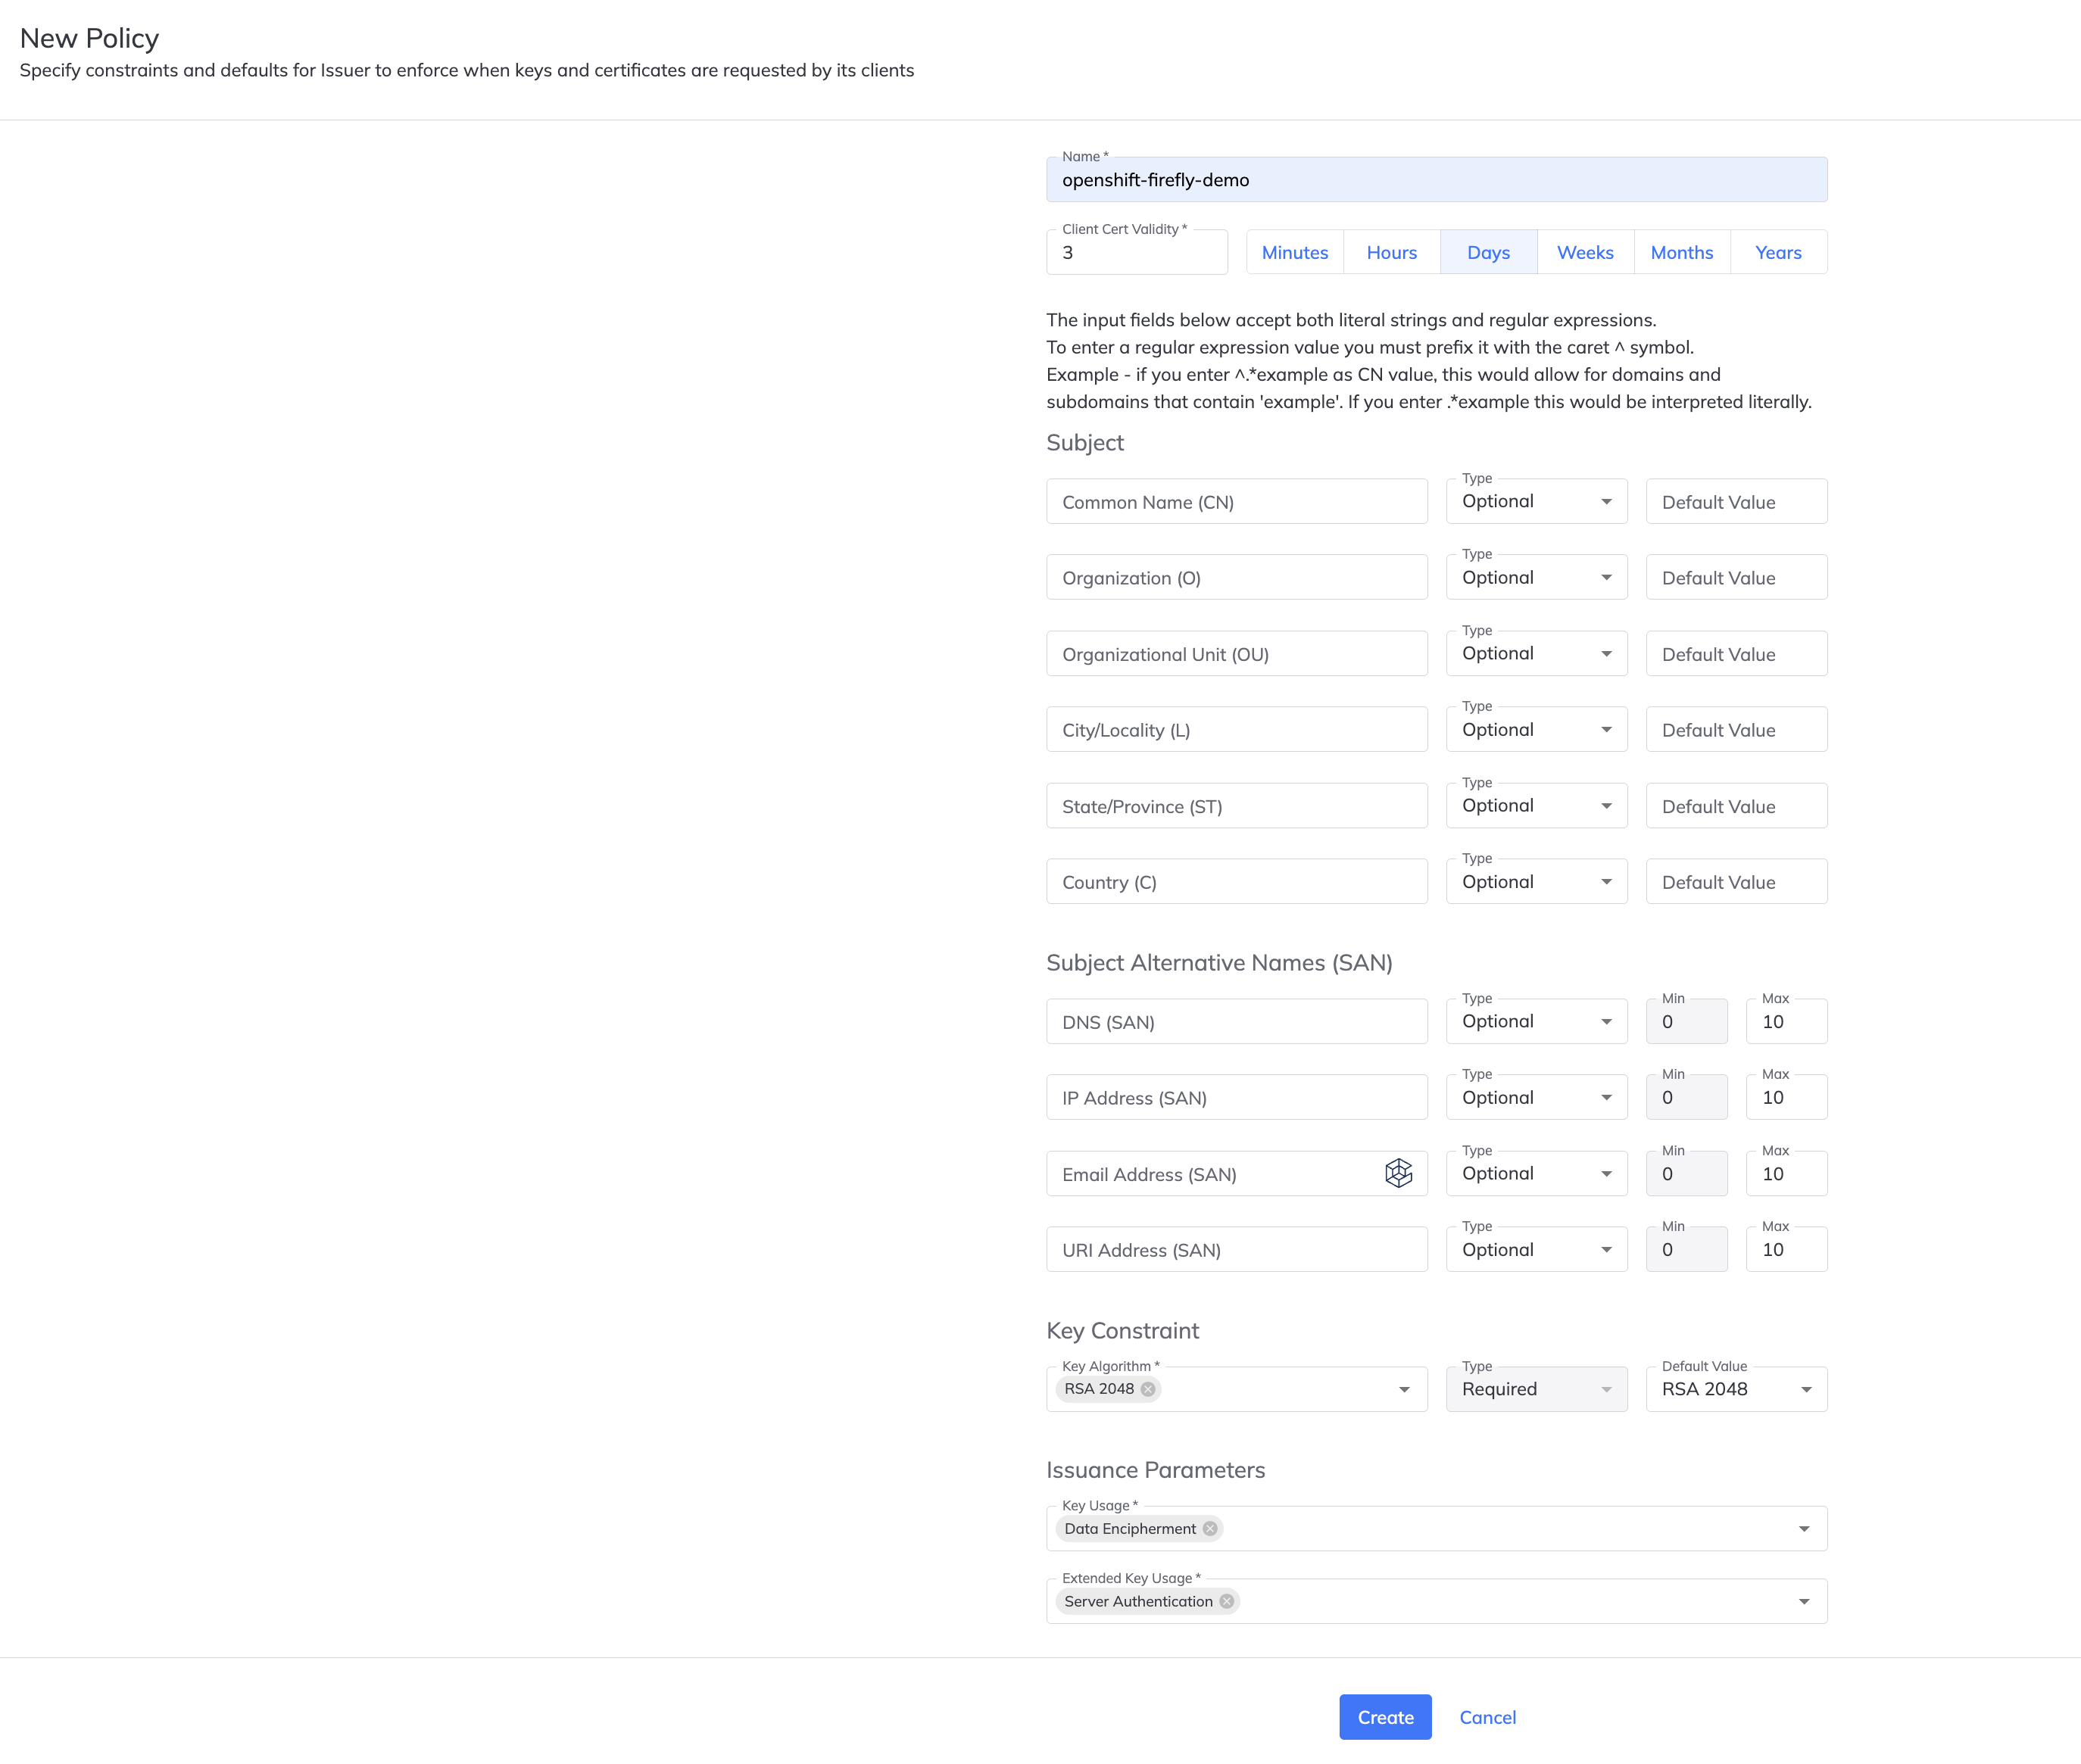 New Policy
Specify constraints and defaults for Issuer to enforce when keys and certificates are requested by its clients
Name *
openshift-firefly-demo
Client Cert Validity *
3 Minutes Hours Days Weeks Months Years
The input fields below accept both literal strings and regular expressions.
To enter a regular expression value you must prefix it with the caret ^ symbol.
Example - if you enter ^.*example as CN value, this would allow for domains and
subdomains that contain 'example'. If you enter .*example this would be interpreted literally.
Subject
Type
Common Name (CN) Optional Default Value
Type
Organization (O) Optional Default Value
Type
Organizational Unit (OU) Optional Default Value
Type
City/Locality (L) Optional Default Value
Type
State/Province (ST) Optional Default Value
Type
Country (C) Optional Default Value
Subject Alternative Names (SAN)
Type Min Max
DNS (SAN) Optional 0 10
Type Min Max
IP Address (SAN) Optional 0 10
Type Min Max
Email Address (SAN) Optional 0 10
Type Min Max
URI Address (SAN) Optional 0 10
Key Constraint
Key Algorithm * Type Default Value
RSA 2048 Required RSA 2048
Issuance Parameters
Key Usage *
Data Encipherment
Extended Key Usage *
Server Authentication
Create Cancel